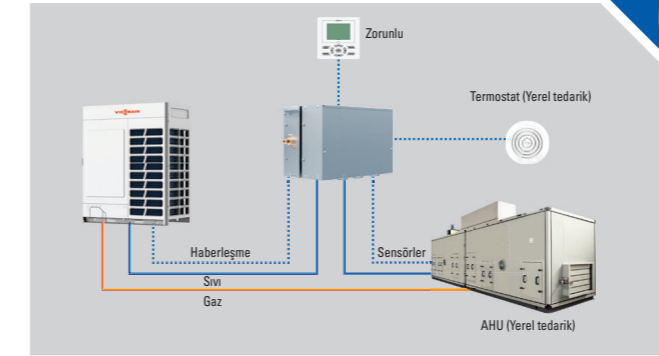 Zorunlu
Termostat (Yerel tedarik)
Haberleşme
Sensörler
Sıvı
Gaz
AHU (Yerel tedarik)